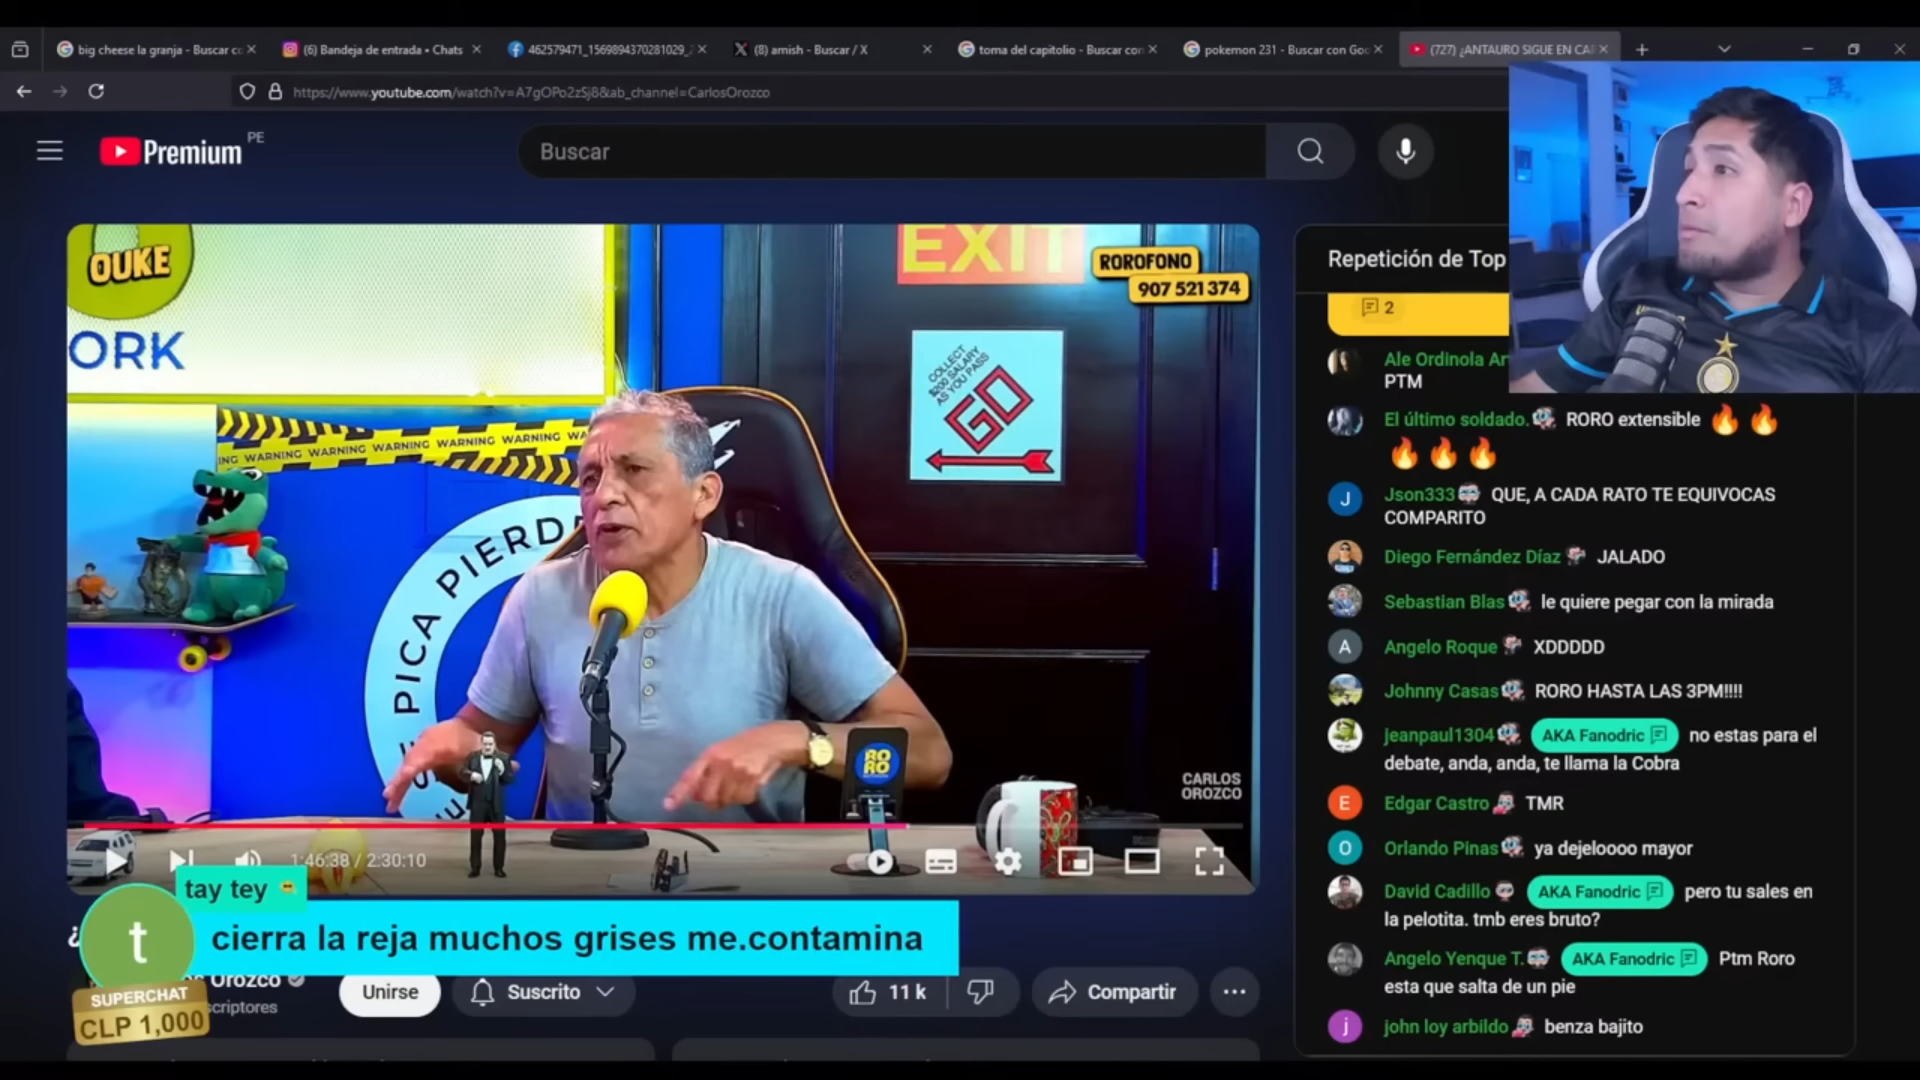 big cheese la granja - Buscar co
(6) Bandeja de entrada • Chats
462579471_1569894370281029_
(8) amish - Buscar / X
toma del capitolio - Buscar con
pokemon 231 - Buscar con Goo
(727) ¿ANTAURO SIGUE EN CA
https://www.youtube.com/watch?v=A7gOPo2zSj8&ab_channel=CarlosOrozco
Premium
PE
Buscar
OUKE
ORK
EXIT
ROROFONO
907 521 374
COLLECT
$200 SALARY
AS YOU PASS
GO
ING WARNING WARNING WARNING WARNING WA
PICA PIERDE
RO
RO
CARLOS
OROZCO
1:46:38 / 2:30:10
tay tey
t
cierra la reja muchos grises me.contamina
SUPERCHAT
CLP 1,000
¿
Orozco
scriptores
Unirse
Suscrito
11 k
Compartir
Repetición de Top
2
Ale Ordinola Ar
PTM
El último soldado. RORO extensible 🔥 🔥
🔥 🔥 🔥
J
Json333 QUE, A CADA RATO TE EQUIVOCAS
COMPARITO
Diego Fernández Díaz JALADO
Sebastian Blas le quiere pegar con la mirada
A
Angelo Roque XDDDDD
Johnny Casas RORO HASTA LAS 3PM!!!!
jeanpaul1304 AKA Fanodric no estas para el
debate, anda, anda, te llama la Cobra
E
Edgar Castro TMR
O
Orlando Pinas ya dejeloooo mayor
David Cadillo AKA Fanodric pero tu sales en
la pelotita. tmb eres bruto?
Angelo Yenque T. AKA Fanodric Ptm Roro
esta que salta de un pie
j
john loy arbildo benza bajito